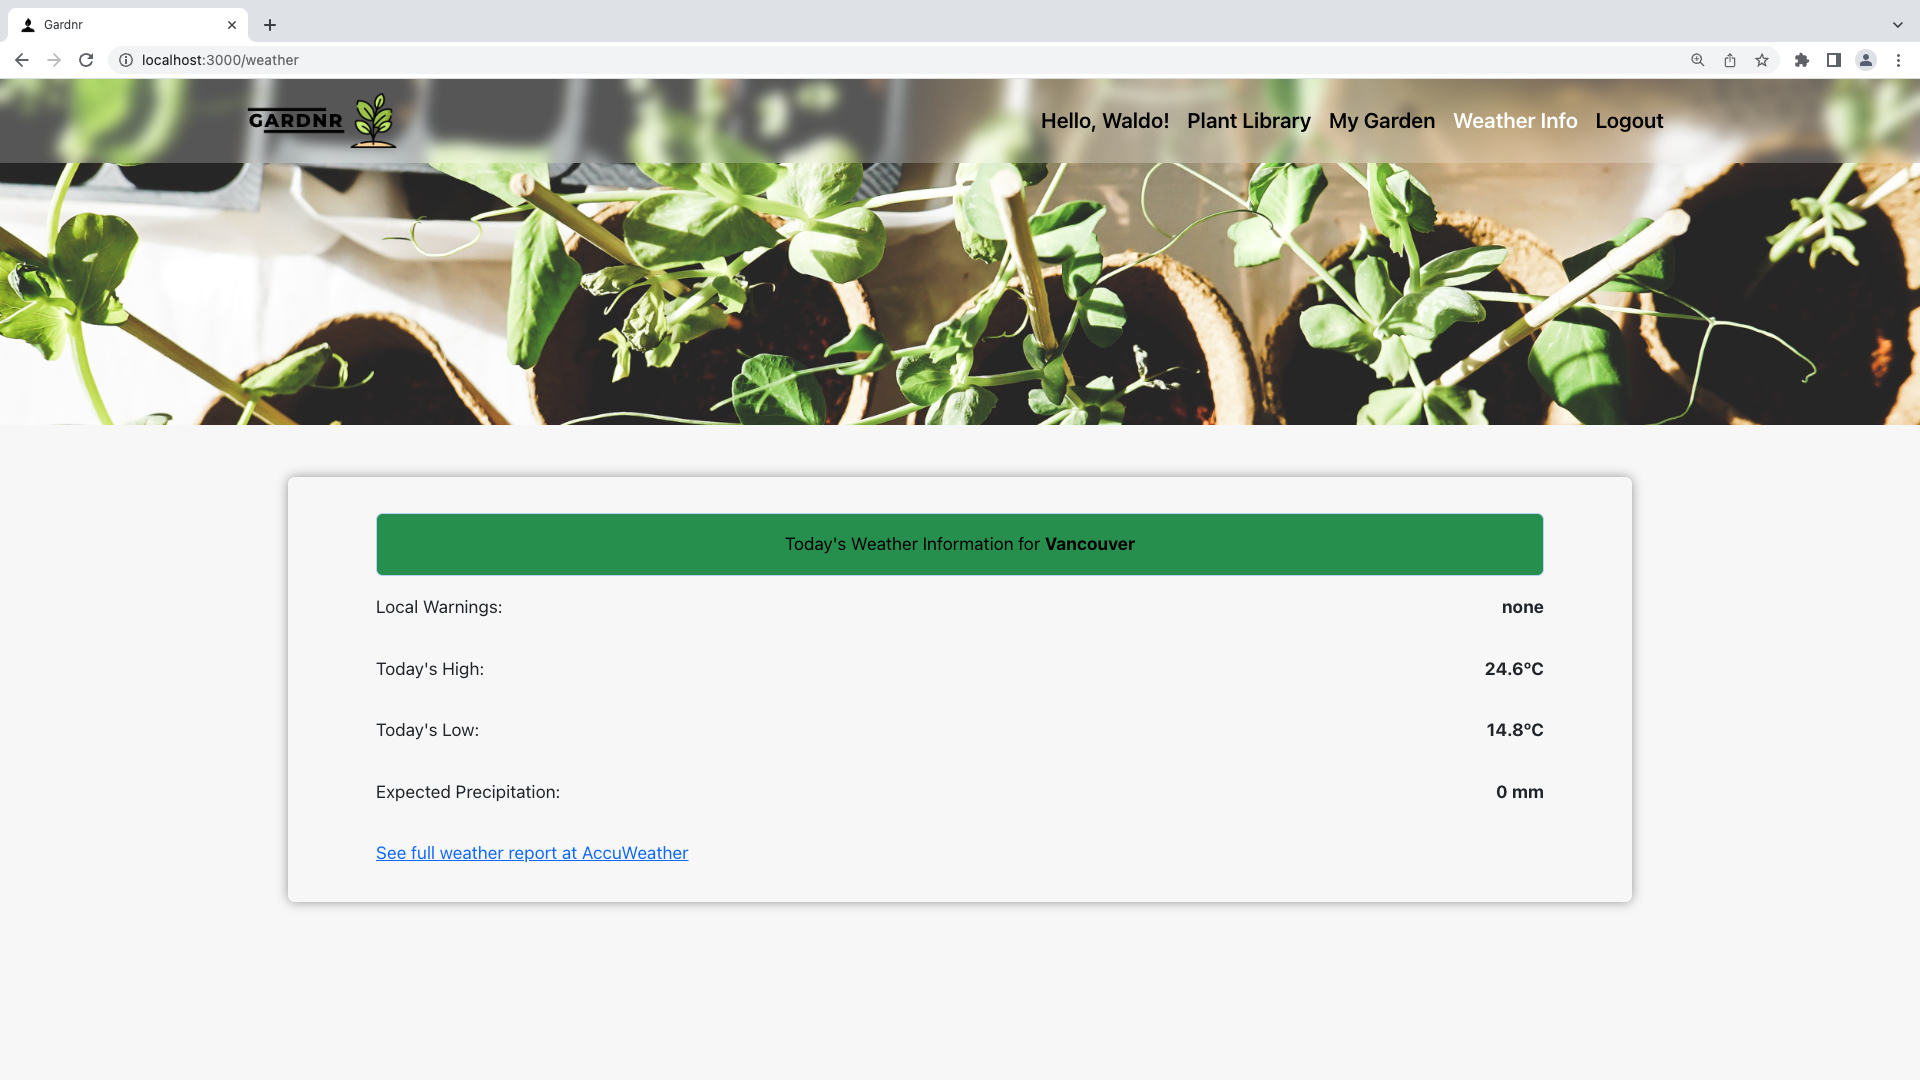 Gardnr
localhost:3000/weather
GARDNR
Hello, Waldo! Plant Library My Garden Weather Info Logout
Today's Weather Information for Vancouver
Local Warnings: none
Today's High: 24.6°C
Today's Low: 14.8°C
Expected Precipitation: 0 mm
See full weather report at AccuWeather